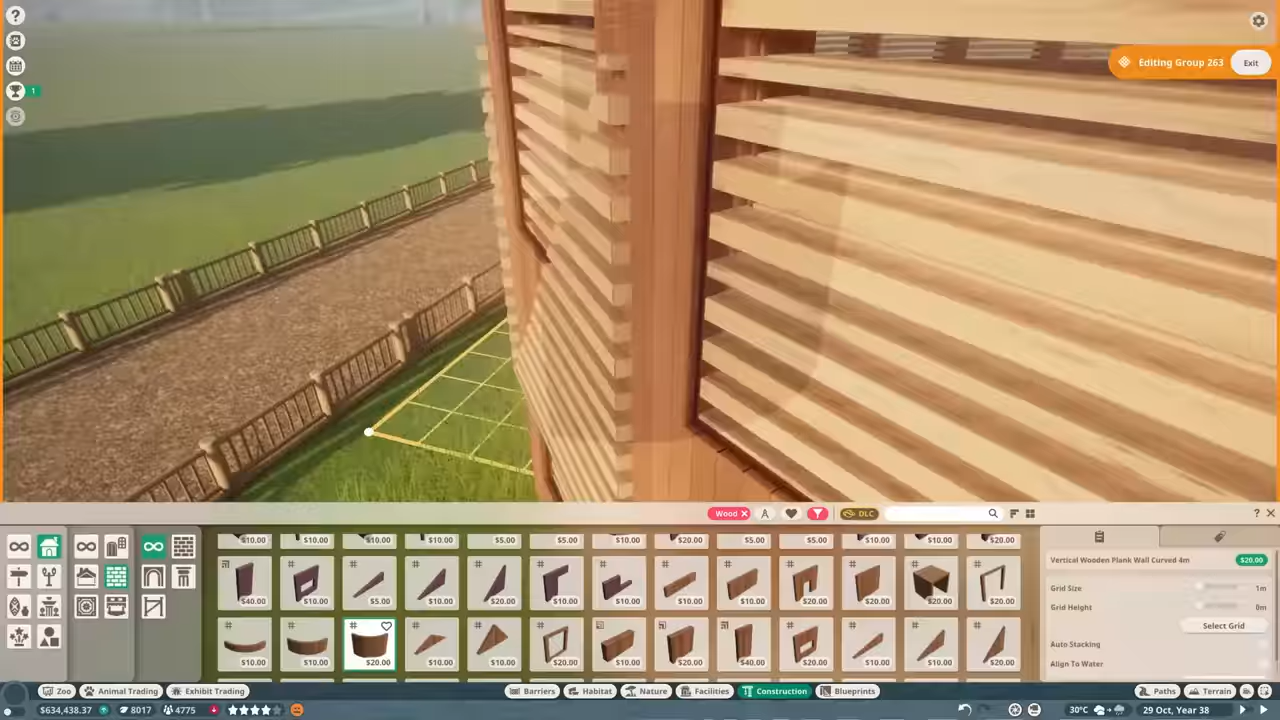 ?
Editing Group 263
Exit
1
Wood ×
DLC
? ×
$10.00 $10.00 $10.00 $10.00 $5.00 $5.00 $10.00 $10.00 $5.00 $5.00 $10.00 $20.00 $20.00
$40.00 $10.00 $5.00 $10.00 $20.00 $10.00 $10.00 $10.00 $10.00 $20.00 $20.00 $20.00 $10.00
$10.00 $10.00 $20.00 $10.00 $10.00 $20.00 $10.00 $20.00 $40.00 $20.00 $10.00 $10.00 $20.00
Vertical Wooden Plank Wall Curved 4m $20.00
Grid Size 1m
Grid Height 0m
Select Grid
Auto Stacking
Align To Water
Zoo Animal Trading Exhibit Trading Barriers Habitat Nature Facilities Construction Blueprints Paths Terrain
$634,438.37 8017 4775 30°C 29 Oct, Year 38